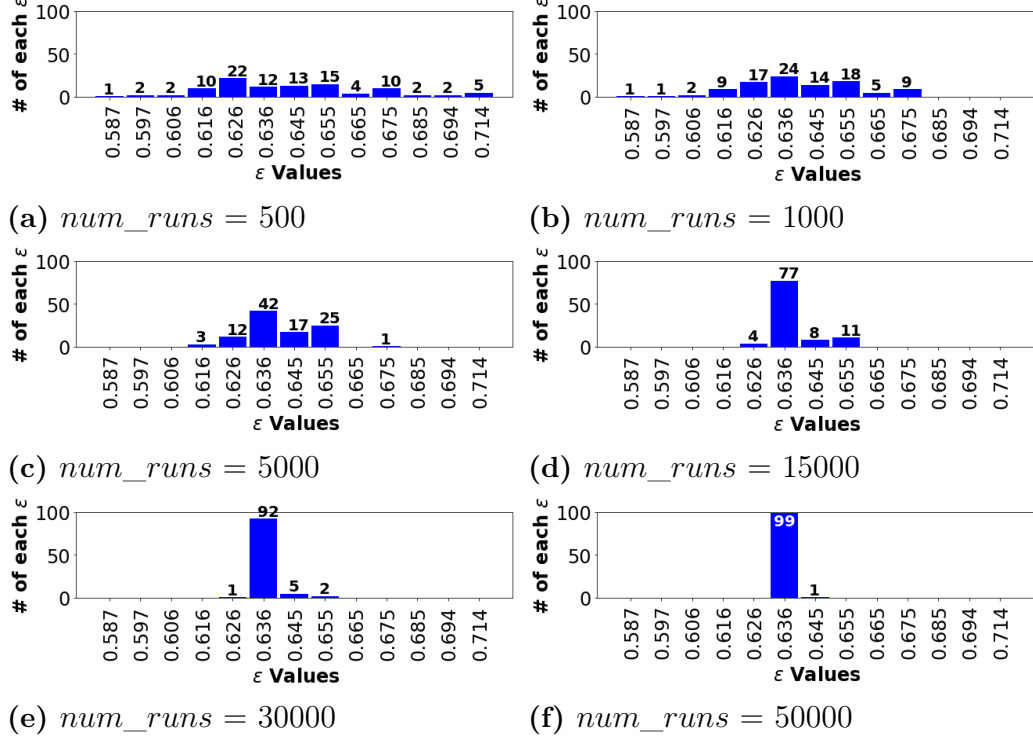 # of each ε
100
50
0
1 2 2 10 22 12 13 15 4 10 2 2 5
0.587 0.597 0.606 0.616 0.626 0.636 0.645 0.655 0.665 0.675 0.685 0.694 0.714
ε Values
(a) num_runs = 500
# of each ε
100
50
0
1 1 2 9 17 24 14 18 5 9
0.587 0.597 0.606 0.616 0.626 0.636 0.645 0.655 0.665 0.675 0.685 0.694 0.714
ε Values
(b) num_runs = 1000
# of each ε
100
50
0
3 12 42 17 25 1
0.587 0.597 0.606 0.616 0.626 0.636 0.645 0.655 0.665 0.675 0.685 0.694 0.714
ε Values
(c) num_runs = 5000
# of each ε
100
50
0
4 77 8 11
0.587 0.597 0.606 0.616 0.626 0.636 0.645 0.655 0.665 0.675 0.685 0.694 0.714
ε Values
(d) num_runs = 15000
# of each ε
100
50
0
1 92 5 2
0.587 0.597 0.606 0.616 0.626 0.636 0.645 0.655 0.665 0.675 0.685 0.694 0.714
ε Values
(e) num_runs = 30000
# of each ε
100
50
0
99 1
0.587 0.597 0.606 0.616 0.626 0.636 0.645 0.655 0.665 0.675 0.685 0.694 0.714
ε Values
(f) num_runs = 50000